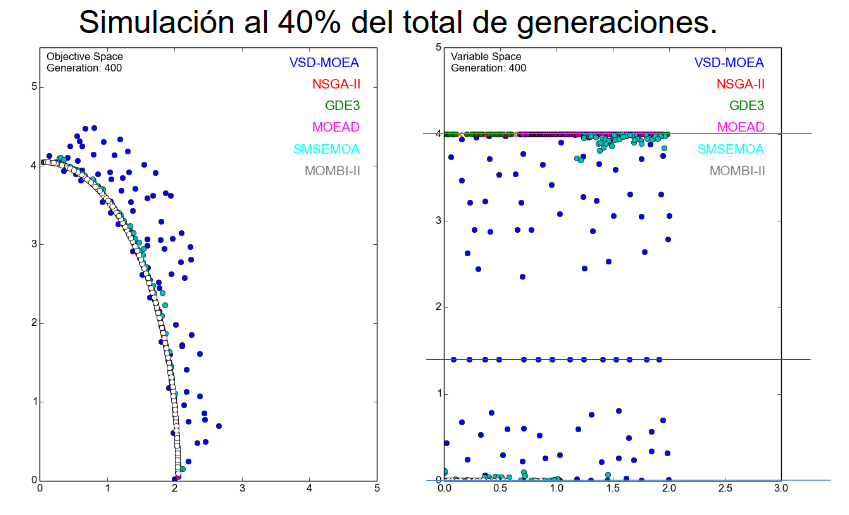 Simulación al 40% del total de generaciones.
Objective Space
Generation: 400
VSD-MOEA
NSGA-II
GDE3
MOEAD
SMSEMOA
MOMBI-II
5
4
3
2
1
0
0
1
2
3
4
5
Variable Space
Generation: 400
VSD-MOEA
NSGA-II
GDE3
MOEAD
SMSEMOA
MOMBI-II
5
4
3
2
1
0
0.0
0.5
1.0
1.5
2.0
2.5
3.0